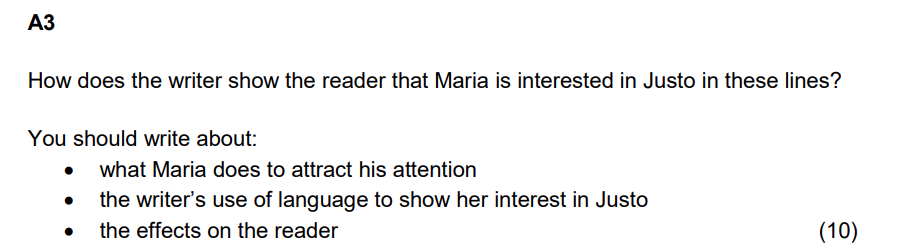 A3
How does the writer show the reader that Maria is interested in Justo in these lines?
You should write about:
• what Maria does to attract his attention
• the writer’s use of language to show her interest in Justo
• the effects on the reader (10)